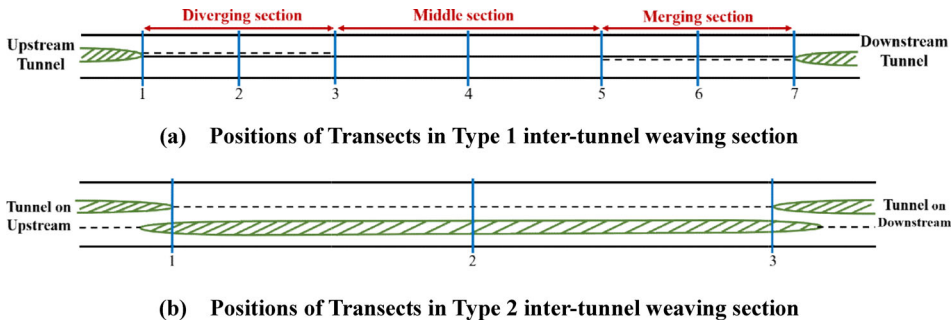 Diverging section Middle section Merging section
Upstream
Tunnel
Downstream
Tunnel
1 2 3 4 5 6 7
(a) Positions of Transects in Type 1 inter-tunnel weaving section
Tunnel on
Upstream
Tunnel on
Downstream
1 2 3
(b) Positions of Transects in Type 2 inter-tunnel weaving section